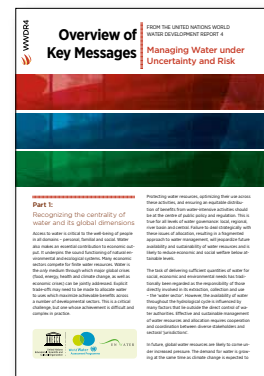 WWDR4
Overview of
Key Messages
FROM THE UNITED NATIONS WORLD
WATER DEVELOPMENT REPORT 4
Managing Water under
Uncertainty and Risk
Part 1:
Recognizing the centrality of
water and its global dimensions
Access to water is critical to the well-being of people
in all domains – personal, familial and social. Water
also makes an essential contribution to economic out-
put. It underpins the sound functioning of natural envi-
ronmental and ecological systems. Many economic
sectors compete for finite water resources. Water is
the only medium through which major global crises
(food, energy, health and climate change, as well as
economic crises) can be jointly addressed. Explicit
trade-offs may need to be made to allocate water
to uses which maximize achievable benefits across
a number of developmental sectors. This is a critical
challenge, but one whose achievement is difficult and
complex in practice.
Protecting water resources, optimizing their use across
these activities, and ensuring an equitable distribu-
tion of benefits from water-intensive activities should
be at the centre of public policy and regulation. This is
true for all levels of water governance: local, regional,
river basin and central. Failure to deal strategically with
these issues of allocation, resulting in a fragmented
approach to water management, will jeopardize future
availability and sustainability of water resources and is
likely to reduce economic and social welfare below at-
tainable levels.
The task of delivering sufficient quantities of water for
social, economic and environmental needs has tradi-
tionally been regarded as the responsibility of those
directly involved in its extraction, collection and use
– the 'water sector'. However, the availability of water
throughout the hydrological cycle is influenced by
many factors that lie outside the direct control of wa-
ter authorities. Effective and sustainable management
of water resources and allocation requires cooperation
and coordination between diverse stakeholders and
sectoral 'jurisdictions'.
In future, global water resources are likely to come un-
der increased pressure. The demand for water is grow-
ing at the same time as climate change is expected to